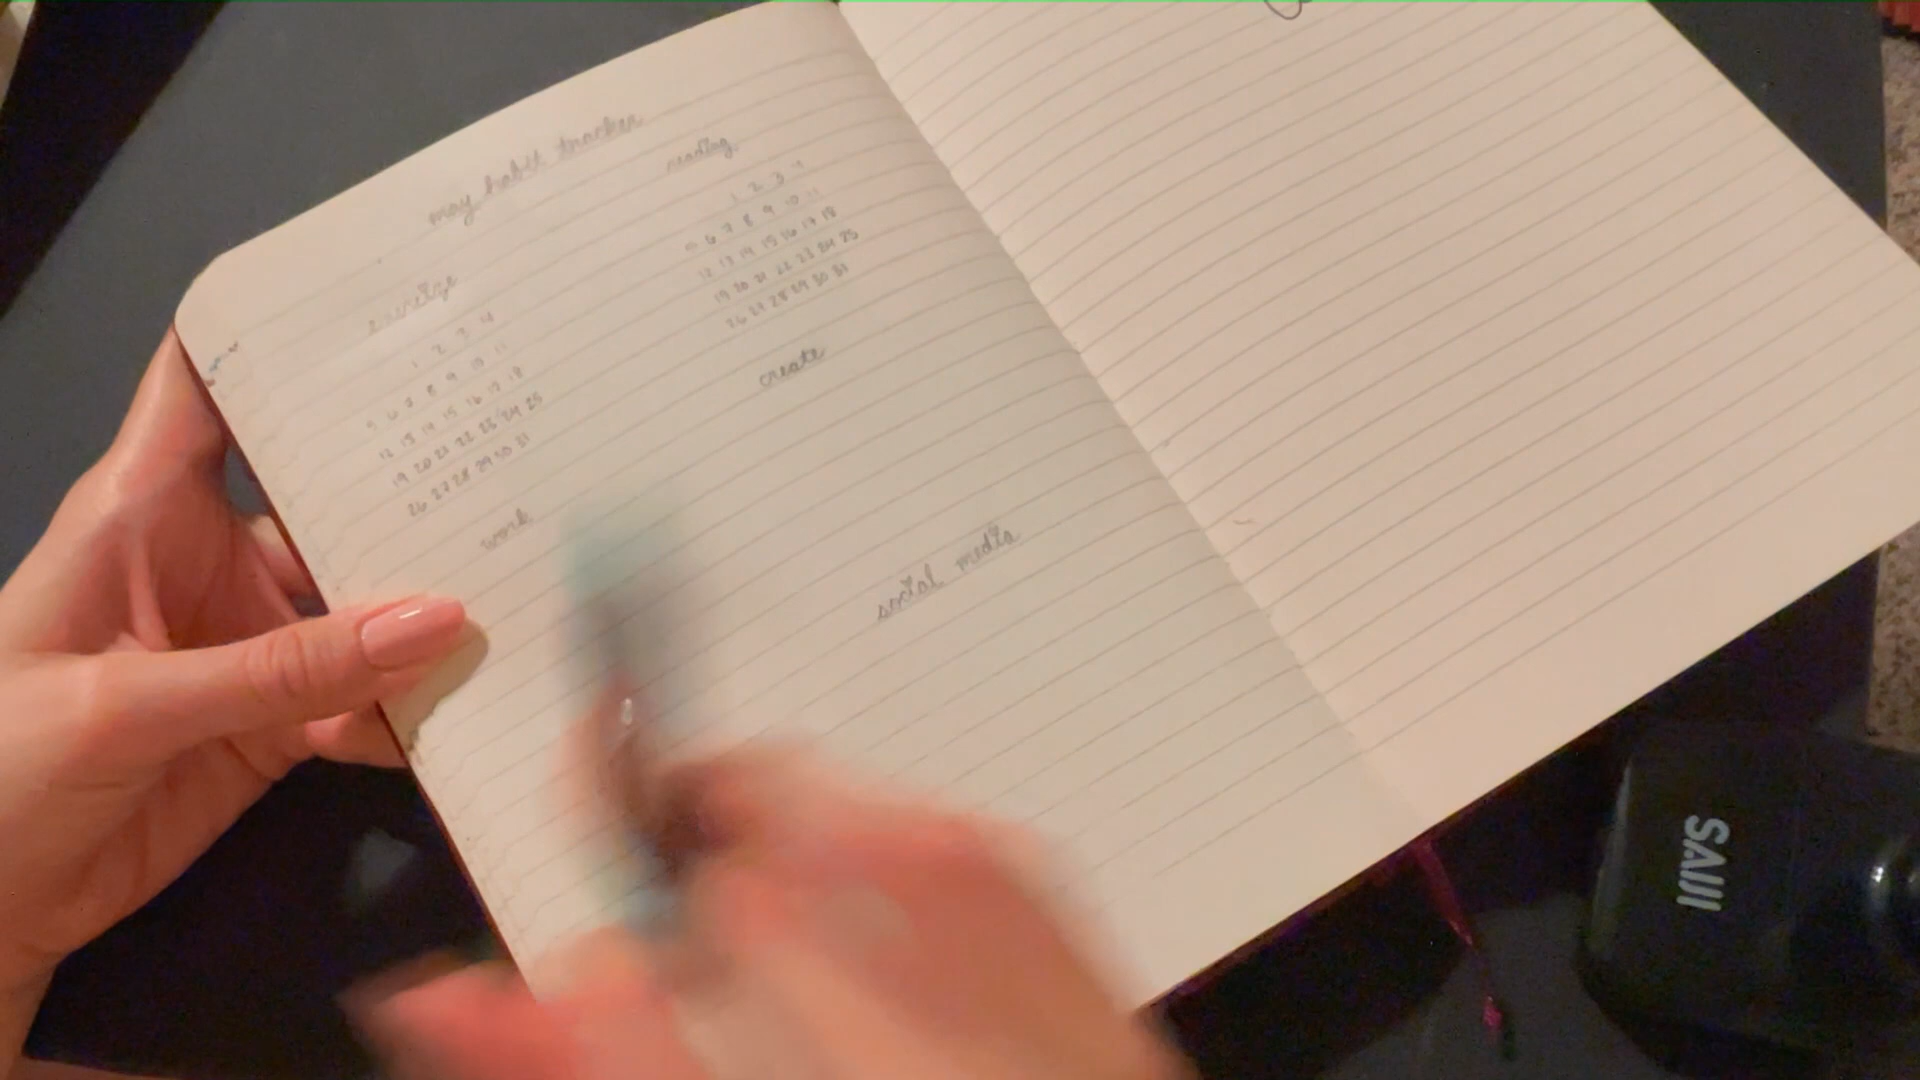 may habit tracker
exercize
1 2 3 4
5 6 7 8 9 10 11
12 13 14 15 16 17 18
19 20 21 22 23 24 25
26 27 28 29 30 31
work
reading
1 2 3 4
5 6 7 8 9 10 11
12 13 14 15 16 17 18
19 20 21 22 23 24 25
26 27 28 29 30 31
create
social media
SAIJI